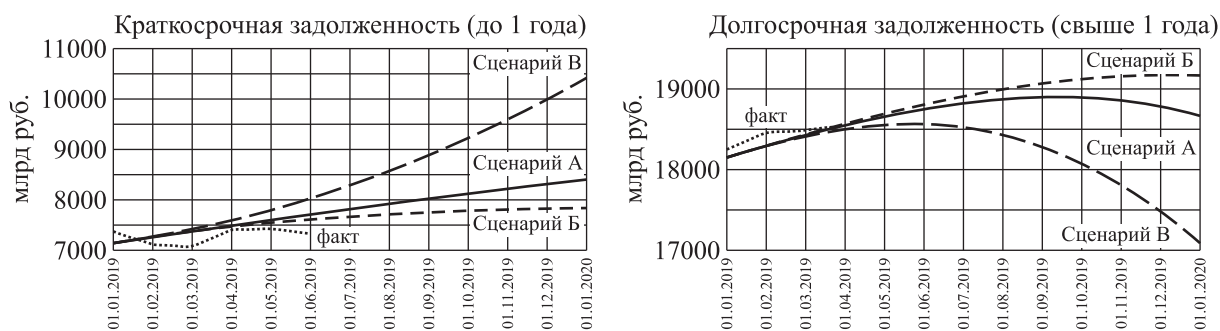 Краткосрочная задолженность (до 1 года)
млрд руб.
11000
10000
9000
8000
7000
Сценарий В
Сценарий А
Сценарий Б
факт
01.01.2019
01.02.2019
01.03.2019
01.04.2019
01.05.2019
01.06.2019
01.07.2019
01.08.2019
01.09.2019
01.10.2019
01.11.2019
01.12.2019
01.01.2020
Долгосрочная задолженность (свыше 1 года)
млрд руб.
19000
18000
17000
Сценарий Б
факт
Сценарий А
Сценарий В
01.01.2019
01.02.2019
01.03.2019
01.04.2019
01.05.2019
01.06.2019
01.07.2019
01.08.2019
01.09.2019
01.10.2019
01.11.2019
01.12.2019
01.01.2020